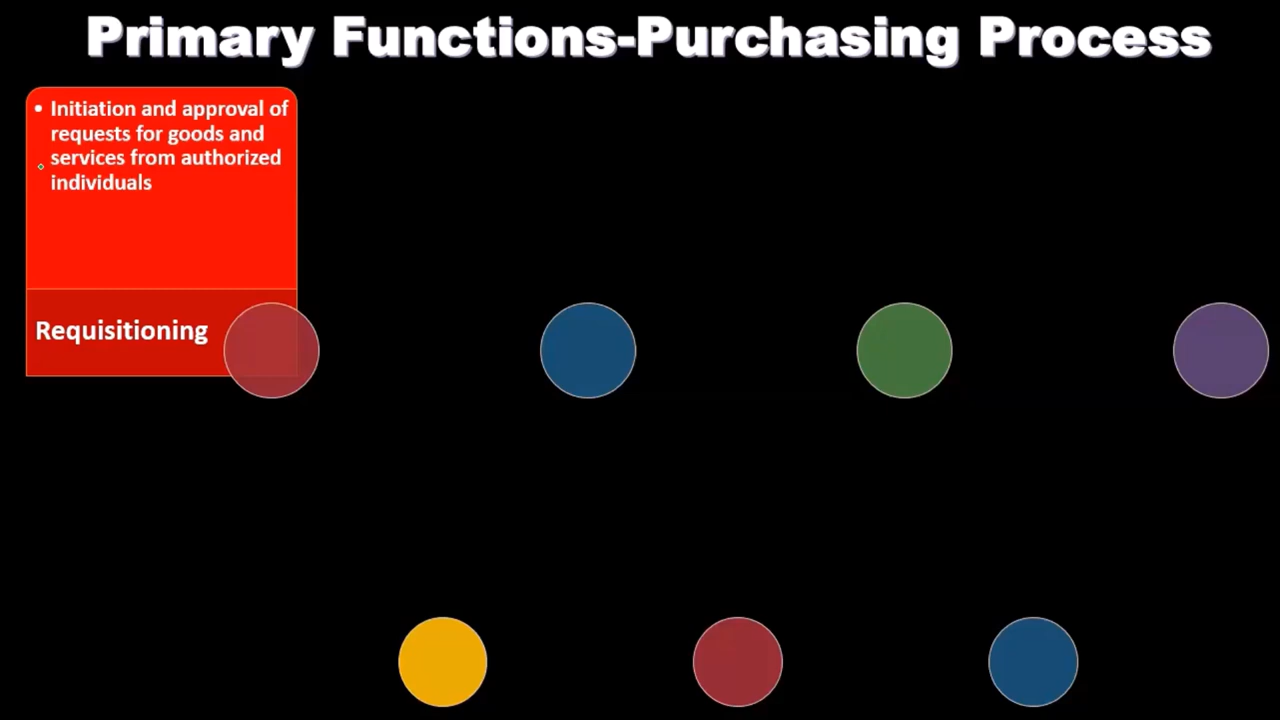 Primary Functions-Purchasing Process
• Initiation and approval of
requests for goods and
services from authorized
individuals
Requisitioning